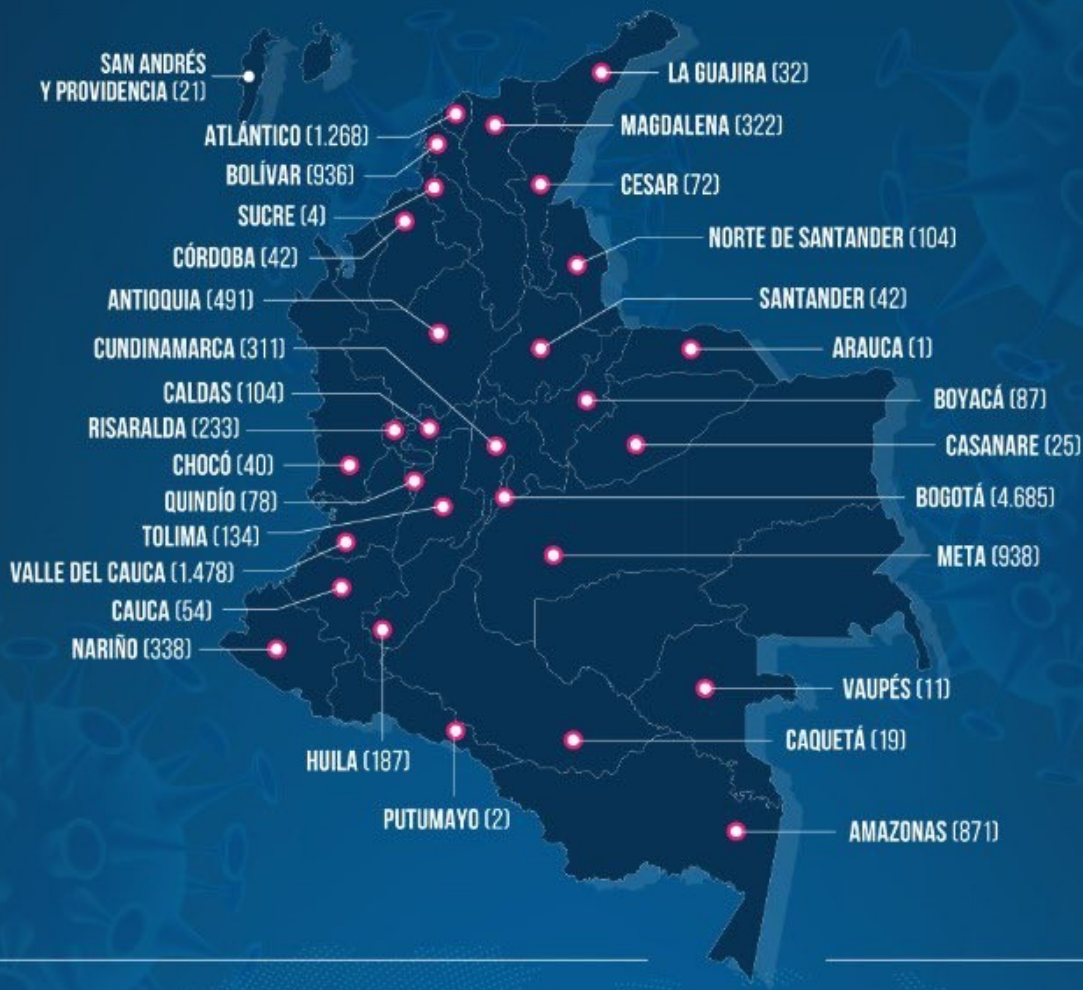 SAN ANDRÉS
Y PROVIDENCIA (21)
ATLÁNTICO (1.268)
BOLÍVAR (936)
SUCRE (4)
CÓRDOBA (42)
ANTIOQUIA (491)
CUNDINAMARCA (311)
CALDAS (104)
RISARALDA (233)
CHOCÓ (40)
QUINDÍO (78)
TOLIMA (134)
VALLE DEL CAUCA (1.478)
CAUCA (54)
NARIÑO (338)
HUILA (187)
PUTUMAYO (2)
LA GUAJIRA (32)
MAGDALENA (322)
CESAR (72)
NORTE DE SANTANDER (104)
SANTANDER (42)
ARAUCA (1)
BOYACÁ (87)
CASANARE (25)
BOGOTÁ (4.685)
META (938)
VAUPÉS (11)
CAQUETÁ (19)
AMAZONAS (871)